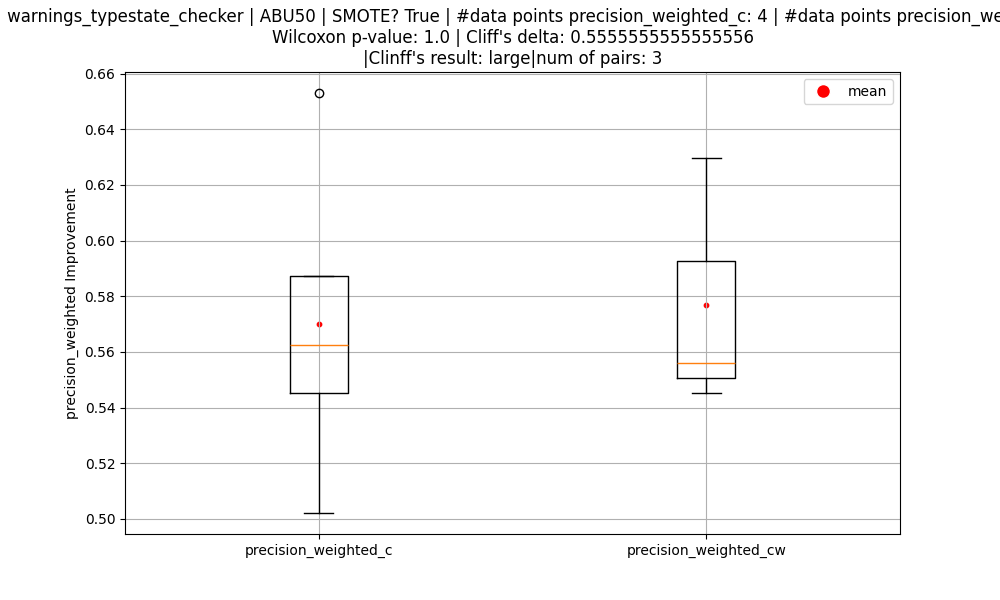 warnings_typestate_checker | ABU50 | SMOTE? True | #data points precision_weighted_c: 4 | #data points precision_we
Wilcoxon p-value: 1.0 | Cliff's delta: 0.5555555555555556
|Clinff's result: large|num of pairs: 3
mean
0.66
0.64
0.62
0.60
0.58
0.56
0.54
0.52
0.50
precision_weighted Improvement
precision_weighted_c
precision_weighted_cw